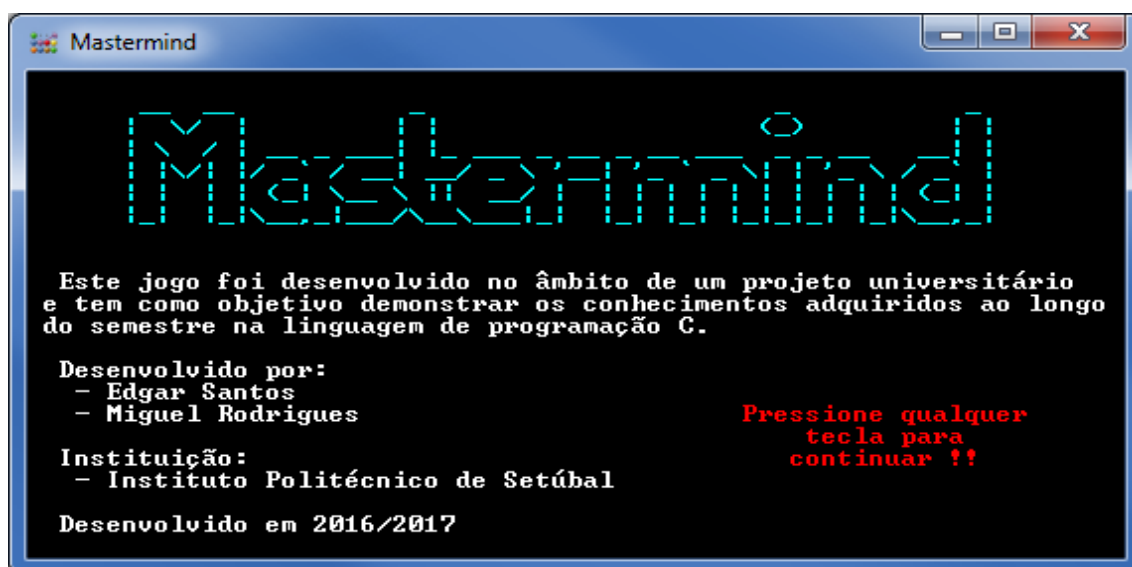 Mastermind
Mastermind
Este jogo foi desenvolvido no âmbito de um projeto universitário
e tem como objetivo demonstrar os conhecimentos adquiridos ao longo
do semestre na linguagem de programação C.
Desenvolvido por:
- Edgar Santos
- Miguel Rodrigues
Pressione qualquer
tecla para
continuar !!
Instituição:
- Instituto Politécnico de Setúbal
Desenvolvido em 2016/2017